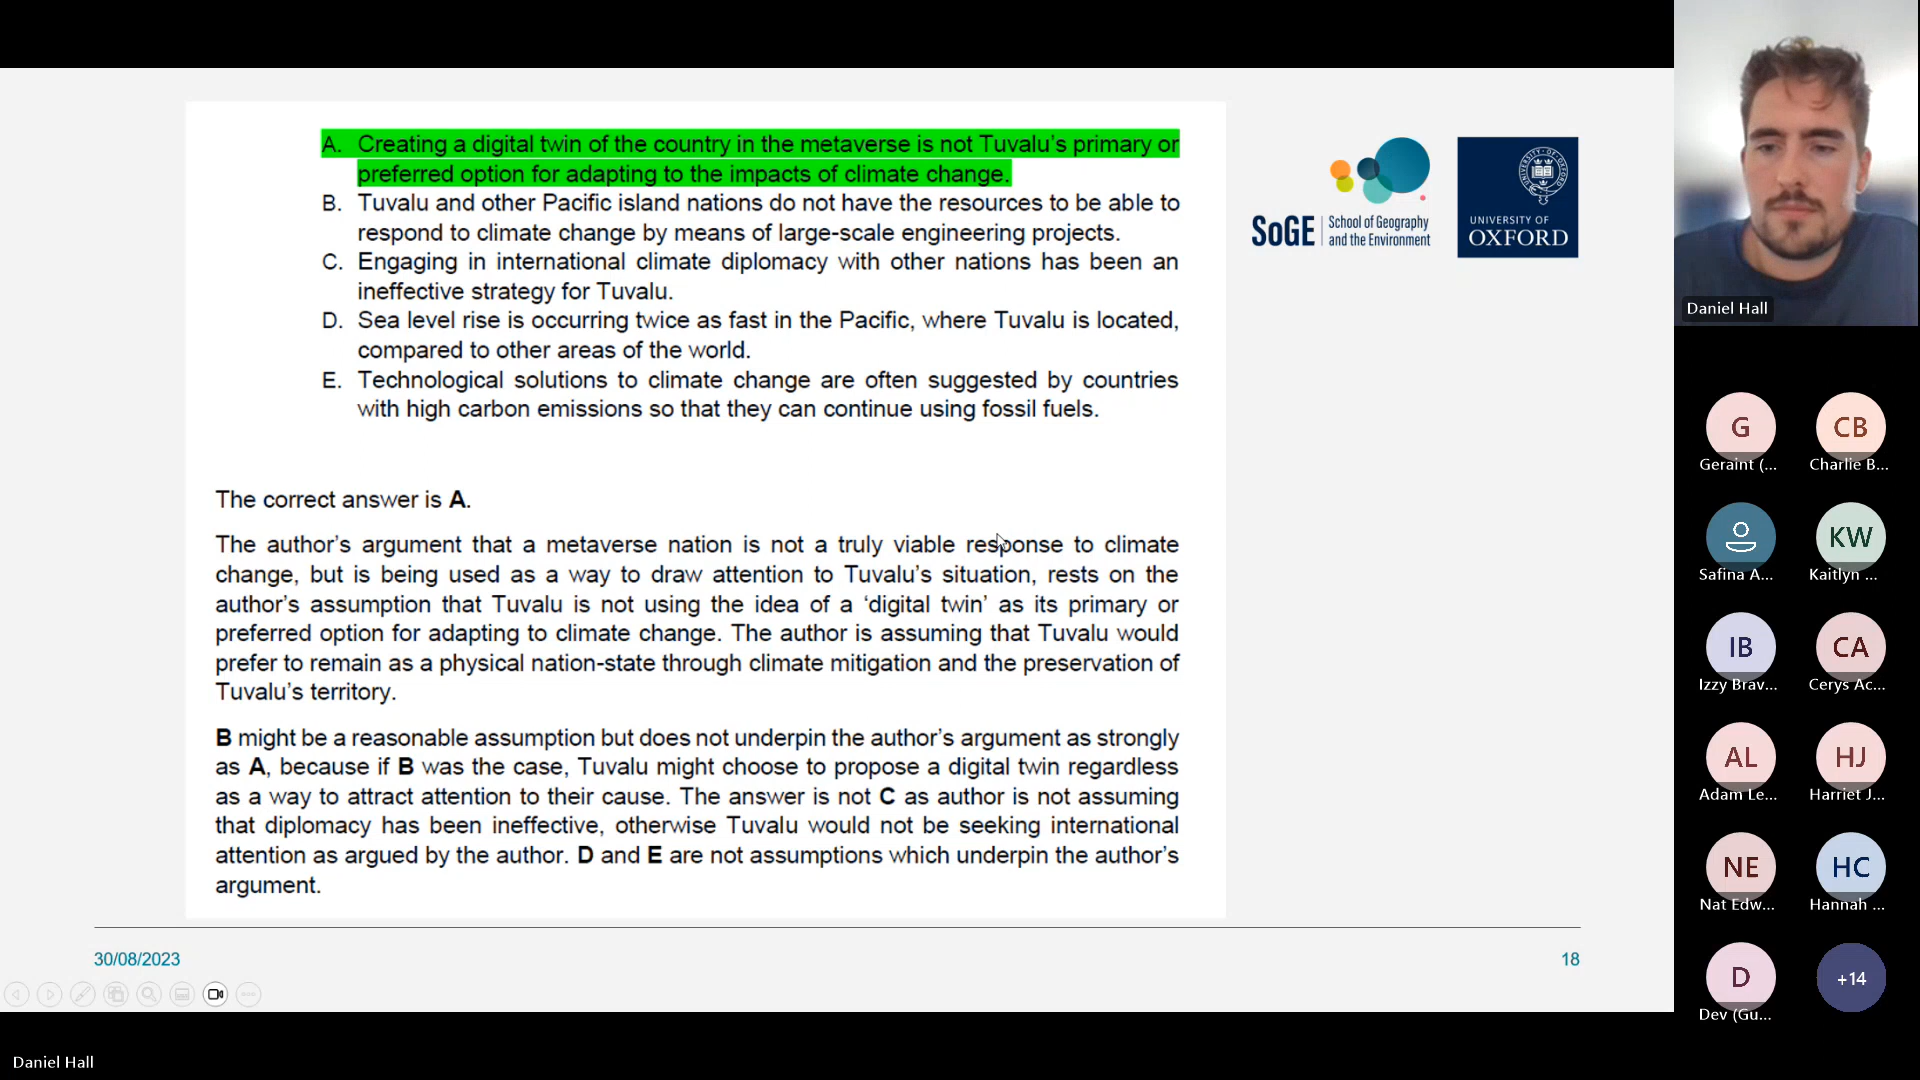 A. Creating a digital twin of the country in the metaverse is not Tuvalu's primary or
preferred option for adapting to the impacts of climate change.
B. Tuvalu and other Pacific island nations do not have the resources to be able to
respond to climate change by means of large-scale engineering projects.
C. Engaging in international climate diplomacy with other nations has been an
ineffective strategy for Tuvalu.
D. Sea level rise is occurring twice as fast in the Pacific, where Tuvalu is located,
compared to other areas of the world.
E. Technological solutions to climate change are often suggested by countries
with high carbon emissions so that they can continue using fossil fuels.
The correct answer is A.
The author's argument that a metaverse nation is not a truly viable response to climate
change, but is being used as a way to draw attention to Tuvalu's situation, rests on the
author's assumption that Tuvalu is not using the idea of a ‘digital twin’ as its primary or
preferred option for adapting to climate change. The author is assuming that Tuvalu would
prefer to remain as a physical nation-state through climate mitigation and the preservation of
Tuvalu's territory.
B might be a reasonable assumption but does not underpin the author's argument as strongly
as A, because if B was the case, Tuvalu might choose to propose a digital twin regardless
as a way to attract attention to their cause. The answer is not C as author is not assuming
that diplomacy has been ineffective, otherwise Tuvalu would not be seeking international
attention as argued by the author. D and E are not assumptions which underpin the author's
argument.
SoGE
School of Geography
and the Environment
UNIVERSITY OF
OXFORD
30/08/2023
18
Daniel Hall
Daniel Hall
G
CB
Geraint (...
Charlie B...
KW
Safina A...
Kaitlyn ...
IB
CA
Izzy Brav...
Cerys Ac...
AL
HJ
Adam Le...
Harriet J...
NE
HC
Nat Edw...
Hannah ...
D
+14
Dev (Gu...